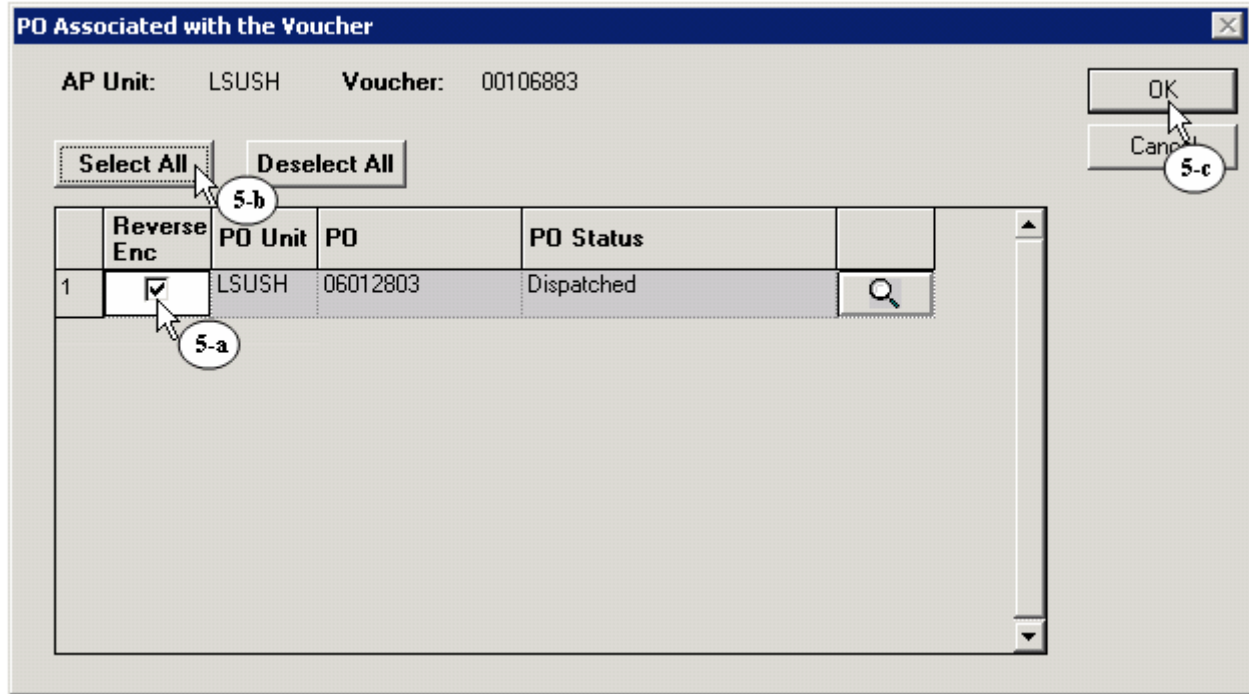 PO Associated with the Voucher
AP Unit: LSUSH Voucher: 00106883
OK
Select All Deselect All
5-b
5-c
Reverse Enc PO Unit PO PO Status
1 LSUSH 06012803 Dispatched
5-a